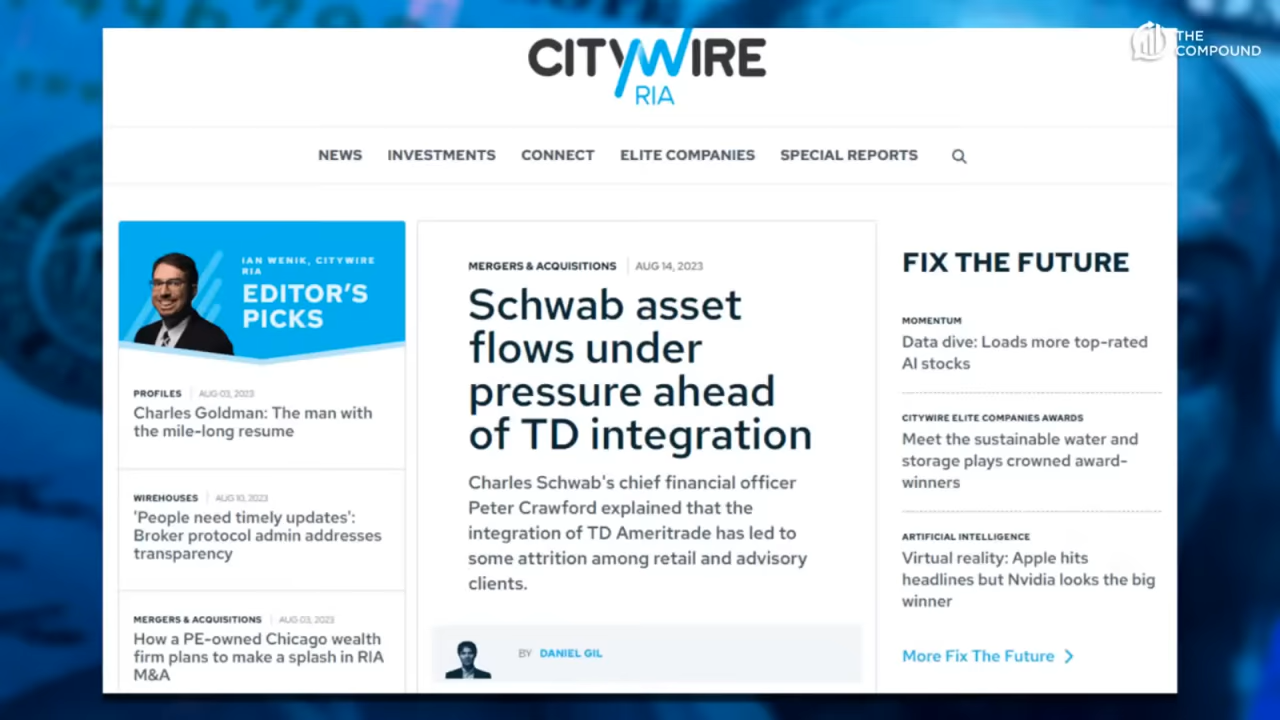 THE
COMPOUND
CITYWIRE
RIA
NEWS
INVESTMENTS
CONNECT
ELITE COMPANIES
SPECIAL REPORTS
IAN WENIK, CITYWIRE
RIA
EDITOR'S
PICKS
PROFILES
AUG 03, 2023
Charles Goldman: The man with
the mile-long resume
WIREHOUSES
AUG 10, 2023
'People need timely updates':
Broker protocol admin addresses
transparency
MERGERS & ACQUISITIONS
AUG 03, 2023
How a PE-owned Chicago wealth
firm plans to make a splash in RIA
M&A
MERGERS & ACQUISITIONS
AUG 14, 2023
Schwab asset
flows under
pressure ahead
of TD integration
Charles Schwab's chief financial officer
Peter Crawford explained that the
integration of TD Ameritrade has led to
some attrition among retail and advisory
clients.
BY DANIEL GIL
FIX THE FUTURE
MOMENTUM
Data dive: Loads more top-rated
AI stocks
CITYWIRE ELITE COMPANIES AWARDS
Meet the sustainable water and
storage plays crowned award-
winners
ARTIFICIAL INTELLIGENCE
Virtual reality: Apple hits
headlines but Nvidia looks the big
winner
More Fix The Future